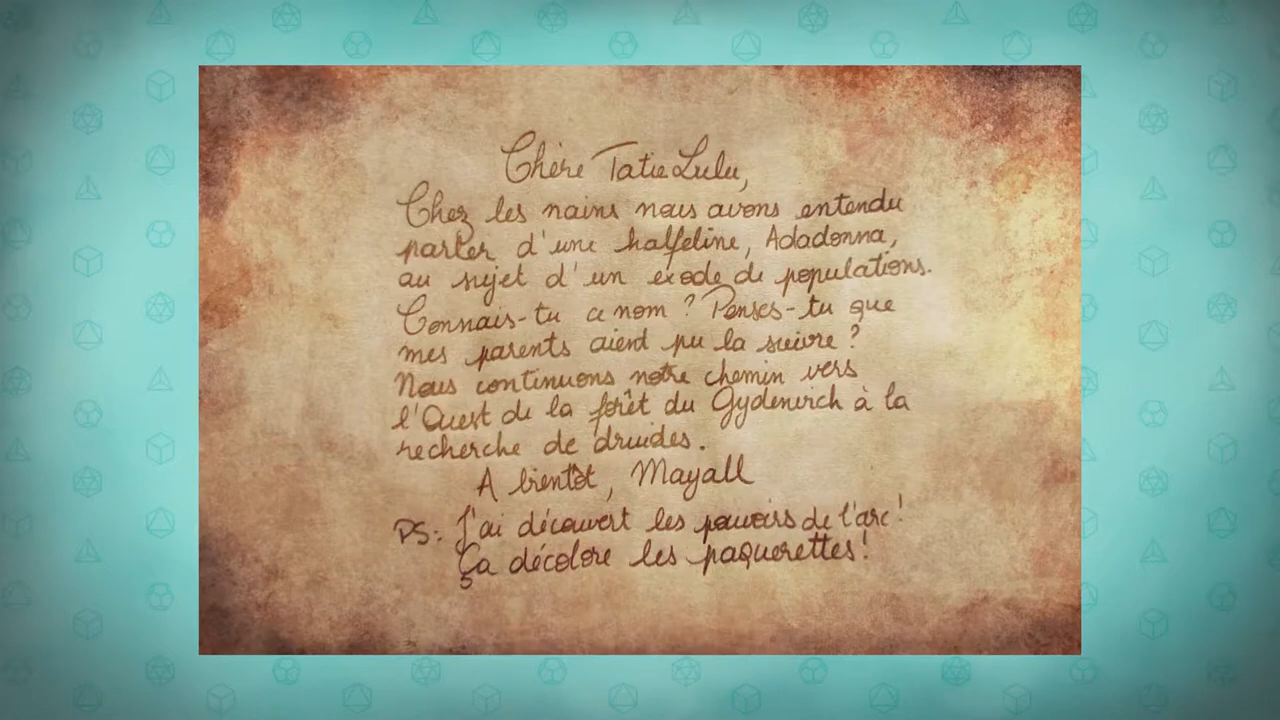 Chère Tatie Lulu,
Chez les nains nous avons entendu
parler d'une halfeline, Adadonna,
au sujet d'un exode de populations.
Connais-tu ce nom ? Penses-tu que
mes parents aient pu la suivre ?
Nous continuons notre chemin vers
l'Ouest de la forêt du Gydenirch à la
recherche de druides.
A bientôt, Mayall
PS: J'ai découvert les pouvoirs de l'arc !
Ça décolore les paquerettes !